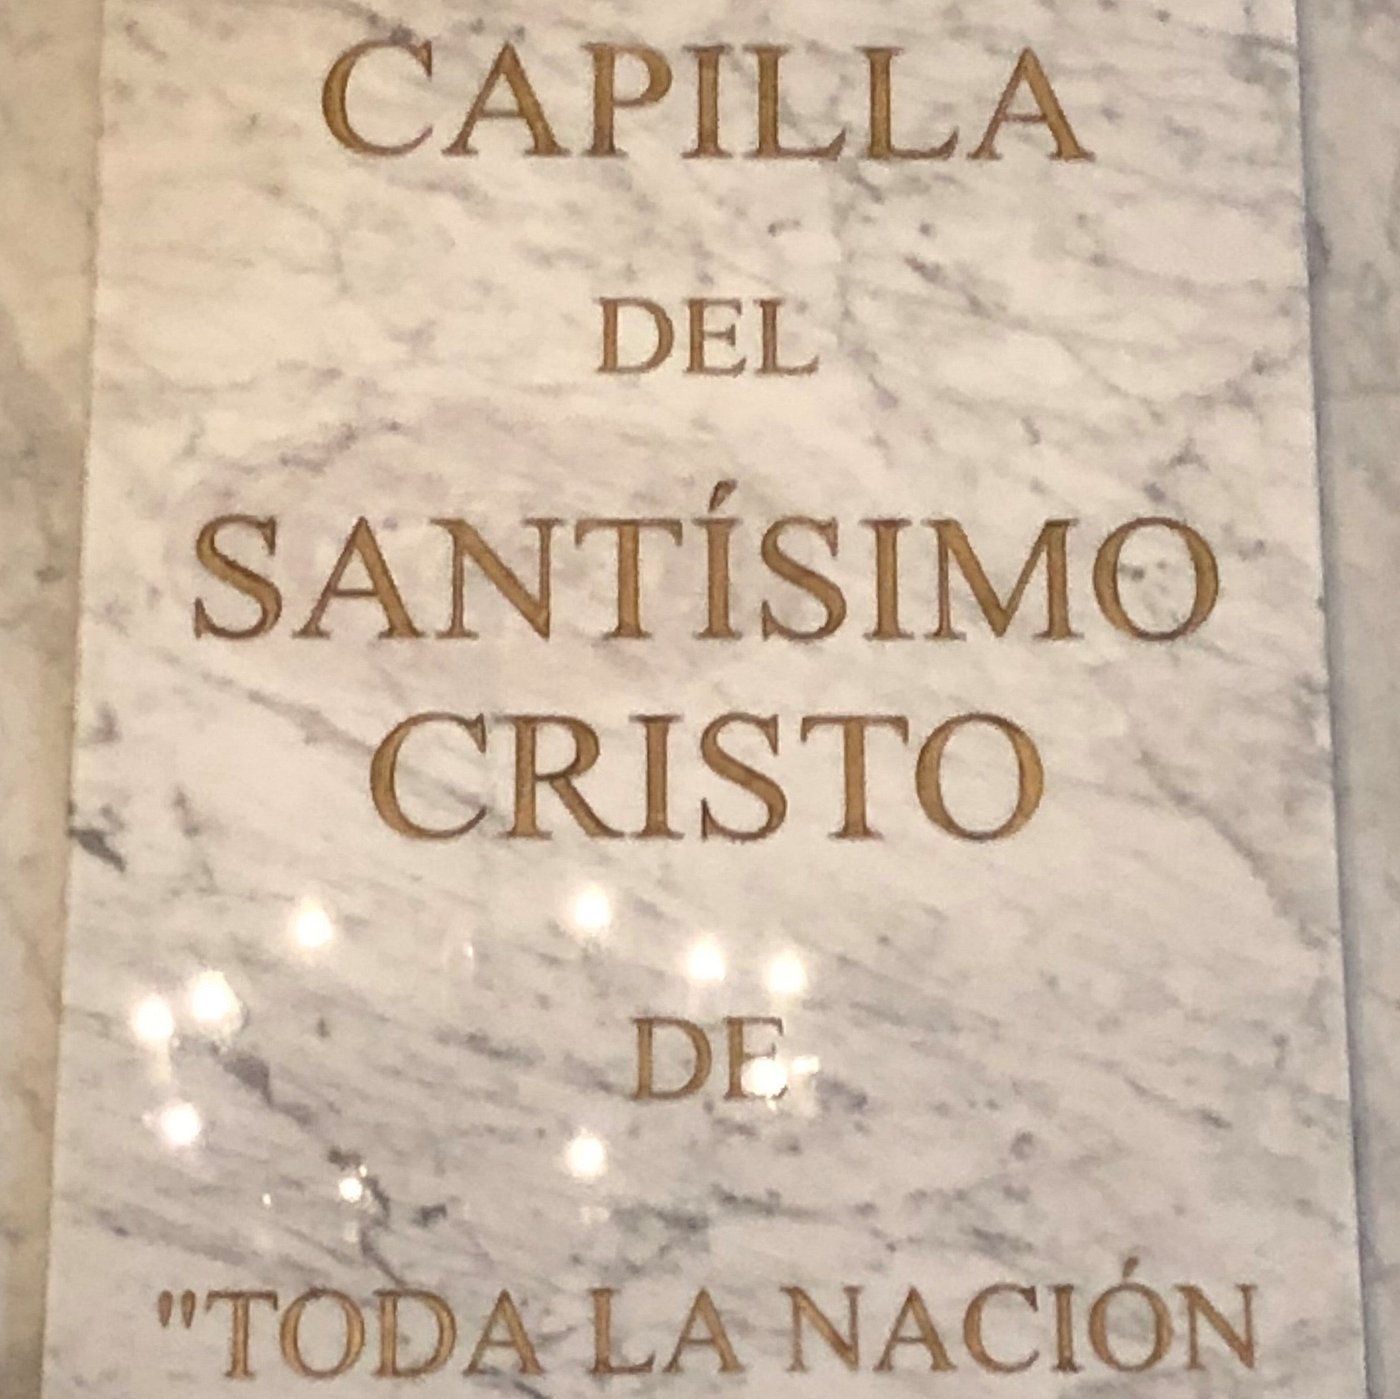 CAPILLA
DEL
SANTÍSIMO
CRISTO
DE
"TODA LA NACIÓN